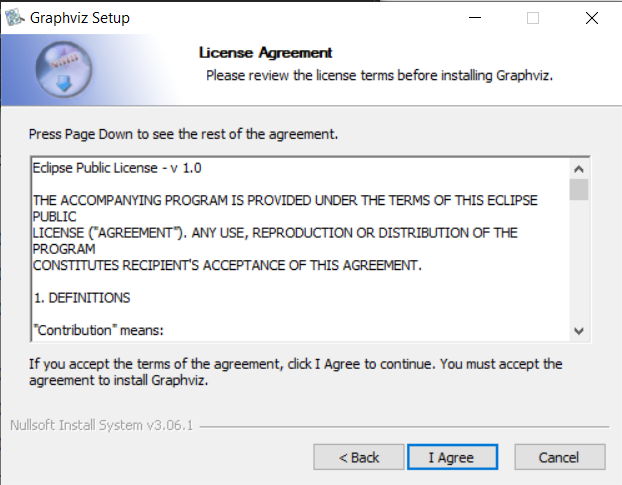 Graphviz Setup
License Agreement
Please review the license terms before installing Graphviz.
Press Page Down to see the rest of the agreement.
Eclipse Public License - v 1.0
THE ACCOMPANYING PROGRAM IS PROVIDED UNDER THE TERMS OF THIS ECLIPSE
PUBLIC
LICENSE ("AGREEMENT"). ANY USE, REPRODUCTION OR DISTRIBUTION OF THE
PROGRAM
CONSTITUTES RECIPIENT'S ACCEPTANCE OF THIS AGREEMENT.
1. DEFINITIONS
"Contribution" means:
If you accept the terms of the agreement, click I Agree to continue. You must accept the
agreement to install Graphviz.
Nullsoft Install System v3.06.1
< Back
I Agree
Cancel